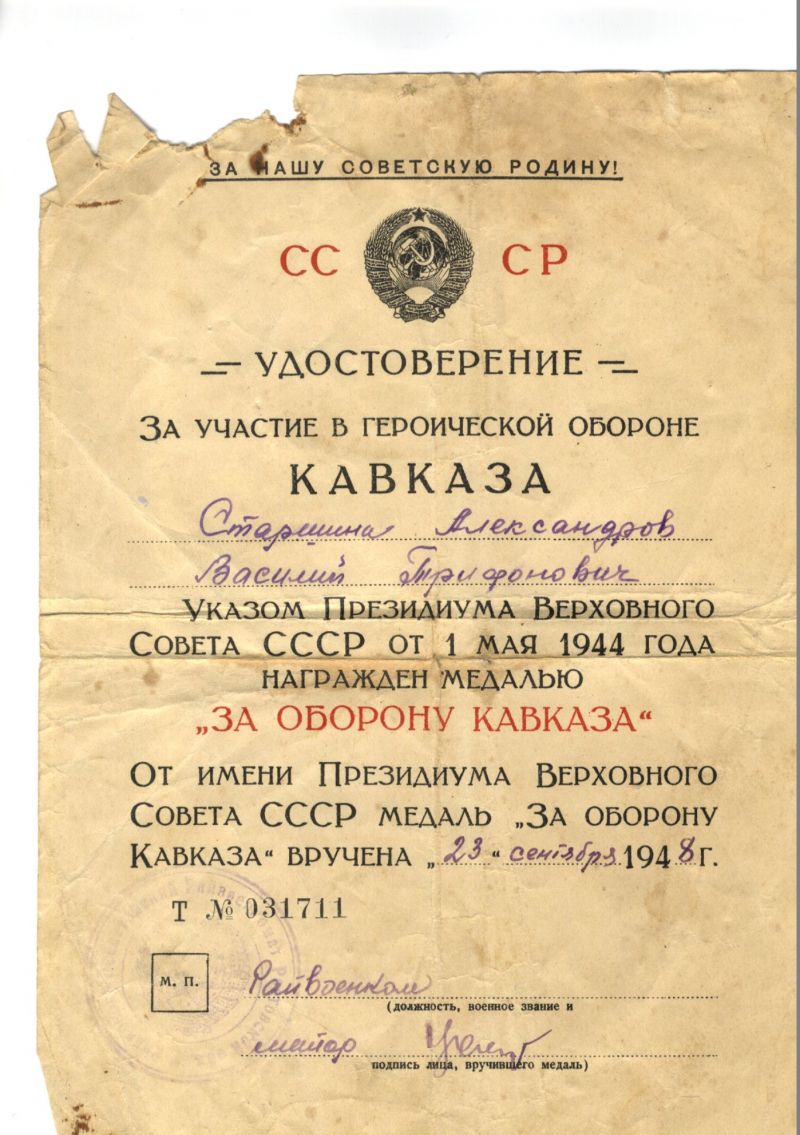 ЗА НАШУ СОВЕТСКУЮ РОДИНУ!
СС СР
УДОСТОВЕРЕНИЕ
ЗА УЧАСТИЕ В ГЕРОИЧЕСКОЙ ОБОРОНЕ
КАВКАЗА
Старшина Александров
Василий Трифонович
УКАЗОМ ПРЕЗИДИУМА ВЕРХОВНОГО
СОВЕТА СССР ОТ 1 МАЯ 1944 ГОДА
НАГРАЖДЕН МЕДАЛЬЮ
„ЗА ОБОРОНУ КАВКАЗА“
ОТ ИМЕНИ ПРЕЗИДИУМА ВЕРХОВНОГО
СОВЕТА СССР МЕДАЛЬ „ЗА ОБОРОНУ
КАВКАЗА“ ВРУЧЕНА „23“ сентября 1948 г.
Т № 031711
М. П.
Райвоенком
(должность, военное звание и
майор
подпись лица, вручившего медаль)